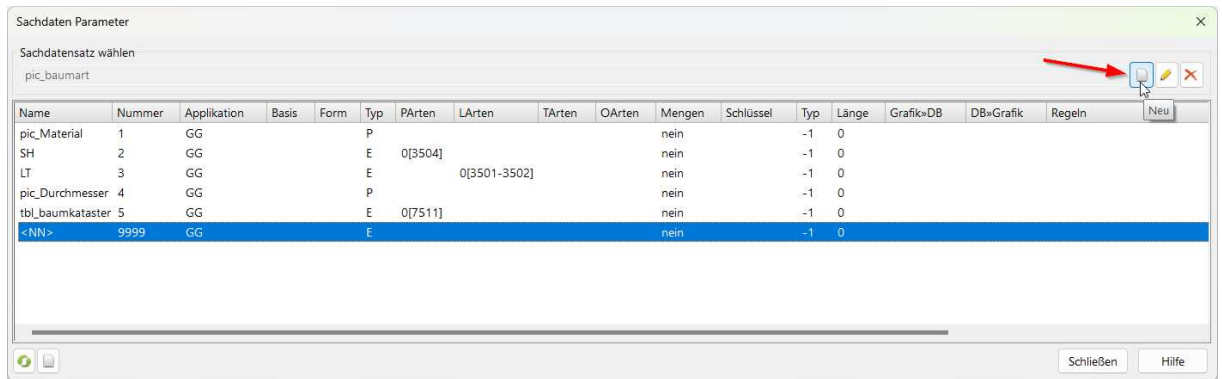 Sachdaten Parameter
Sachdatensatz wählen
pic_baumart
Neu
Name Nummer Applikation Basis Form Typ PArten LArten TArten OArten Mengen Schlüssel Typ Länge Grafik»DB DB»Grafik Regeln
pic_Material 1 GG P nein -1 0
SH 2 GG E 0[3504] nein -1 0
LT 3 GG E 0[3501-3502] nein -1 0
pic_Durchmesser 4 GG P nein -1 0
tbl_baumkataster 5 GG E 0[7511] nein -1 0
<NN> 9999 GG E nein -1 0
Schließen Hilfe